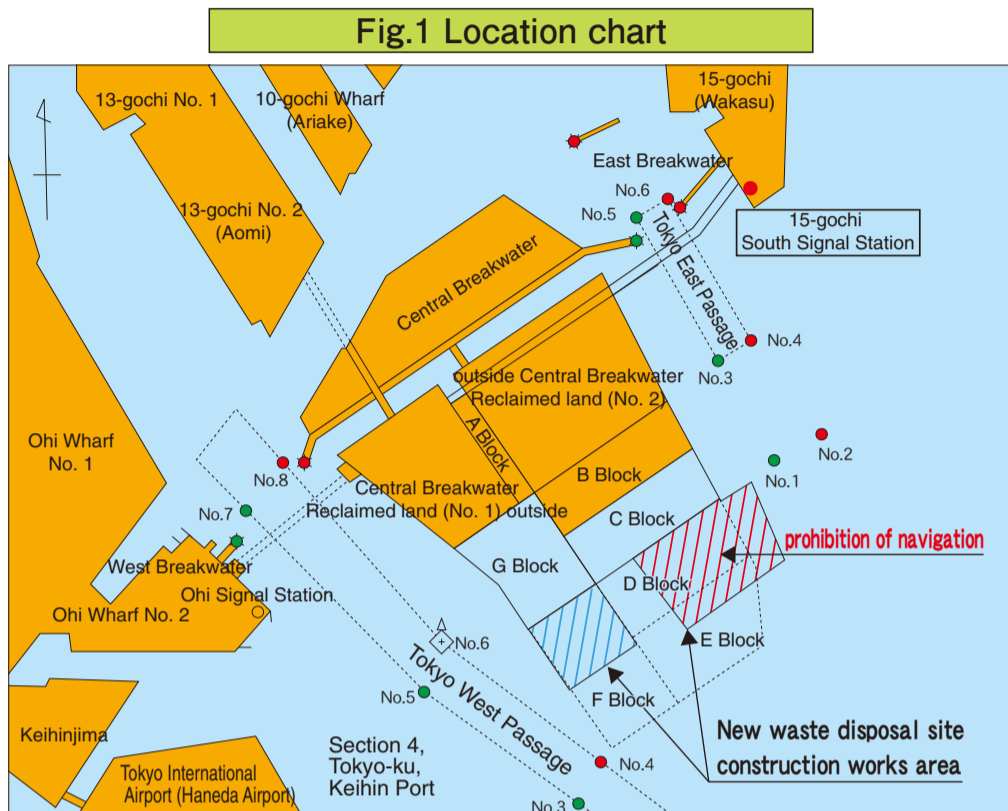 Fig.1 Location chart
13-gochi No. 1
10-gochi Wharf
(Ariake)
15-gochi
(Wakasu)
East Breakwater
No.6
No.5
13-gochi No. 2
(Aomi)
15-gochi
South Signal Station
Tokyo East Passage
Central Breakwater
No.4
No.3
outside Central Breakwater
Reclaimed land (No. 2)
A Block
No.2
No.1
Ohi Wharf
No. 1
B Block
No.8
Central Breakwater
Reclaimed land (No. 1) outside
No.7
C Block
prohibition of navigation
G Block
West Breakwater
D Block
Ohi Signal Station
Ohi Wharf No. 2
No.6
E Block
Tokyo West Passage
No.5
F Block
Keihinjima
New waste disposal site
construction works area
Section 4,
Tokyo-ku,
Keihin Port
No.4
Tokyo International
Airport (Haneda Airport)
No.3